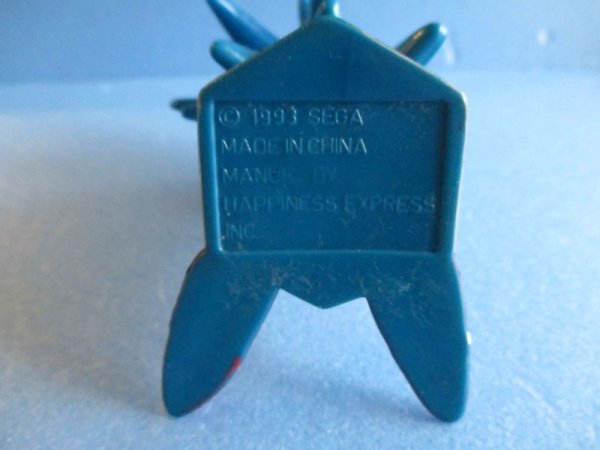 © 1993 SEGA
MADE IN CHINA
MANUF. BY
HAPPINESS EXPRESS
INC.